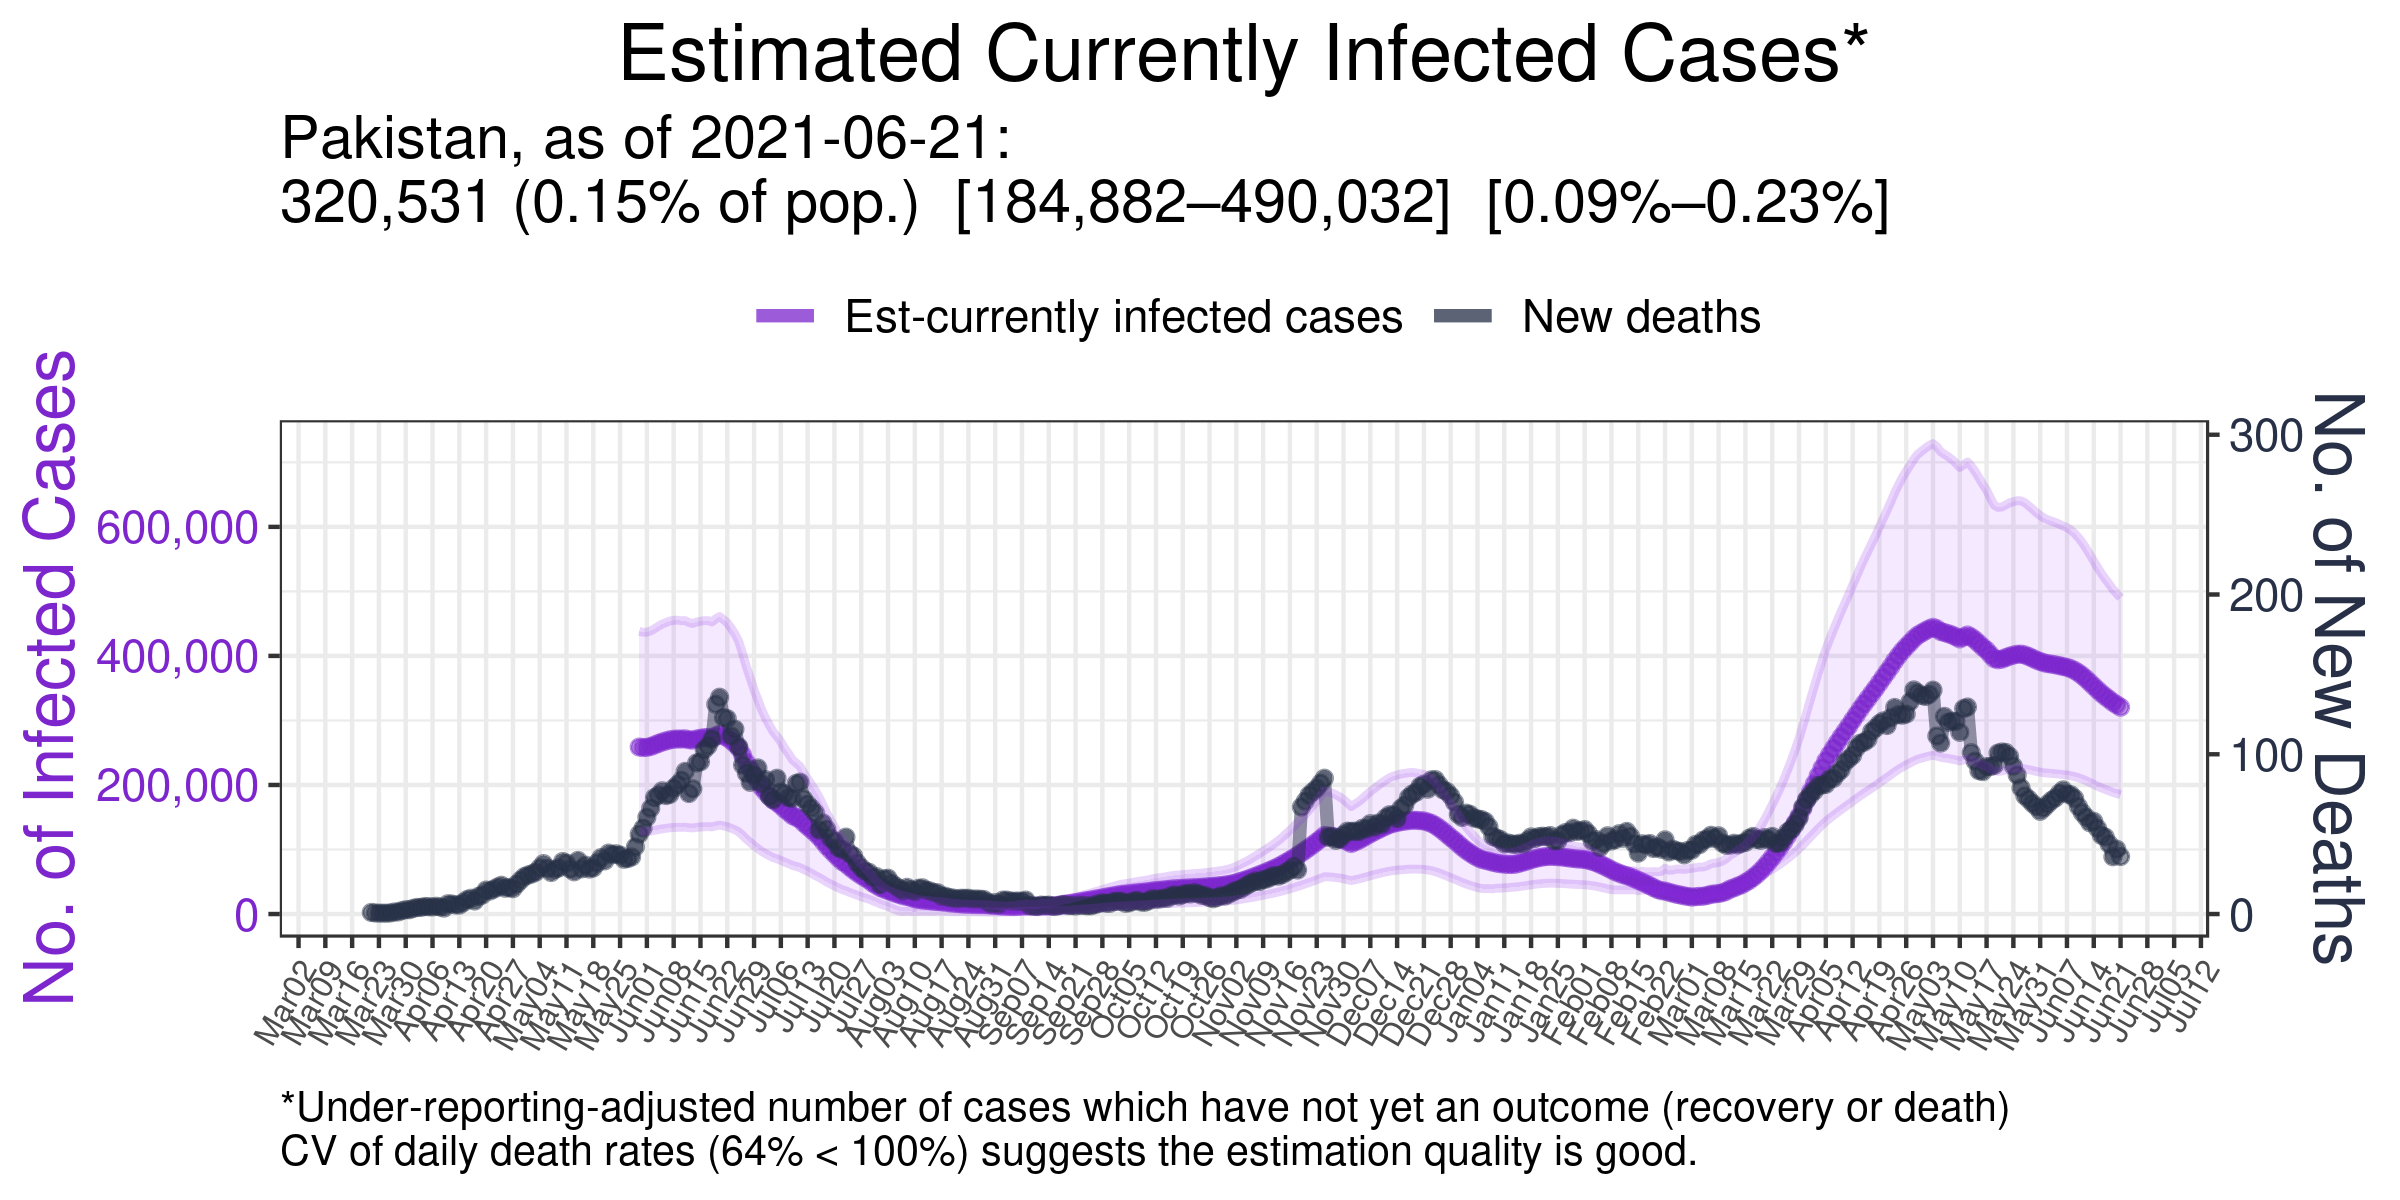 Estimated Currently Infected Cases*
Pakistan, as of 2021-06-21:
320,531 (0.15% of pop.) [184,882–490,032] [0.09%–0.23%]
Est-currently infected cases
New deaths
No. of Infected Cases
600,000
400,000
200,000
0
300
200
100
0
No. of New Deaths
Mar02
Mar09
Mar16
Mar23
Mar30
Apr06
Apr13
Apr20
Apr27
May04
May11
May18
May25
Jun01
Jun08
Jun15
Jun22
Jun29
Jul06
Jul13
Jul20
Jul27
Aug03
Aug10
Aug17
Aug24
Aug31
Sep07
Sep14
Sep21
Sep28
Oct05
Oct12
Oct19
Oct26
Nov02
Nov09
Nov16
Nov23
Nov30
Dec07
Dec14
Dec21
Dec28
Jan04
Jan11
Jan18
Jan25
Feb01
Feb08
Feb15
Feb22
Mar01
Mar08
Mar15
Mar22
Mar29
Apr05
Apr12
Apr19
Apr26
May03
May10
May17
May24
May31
Jun07
Jun14
Jun21
Jun28
Jul05
Jul12
*Under-reporting-adjusted number of cases which have not yet an outcome (recovery or death)
CV of daily death rates (64% < 100%) suggests the estimation quality is good.